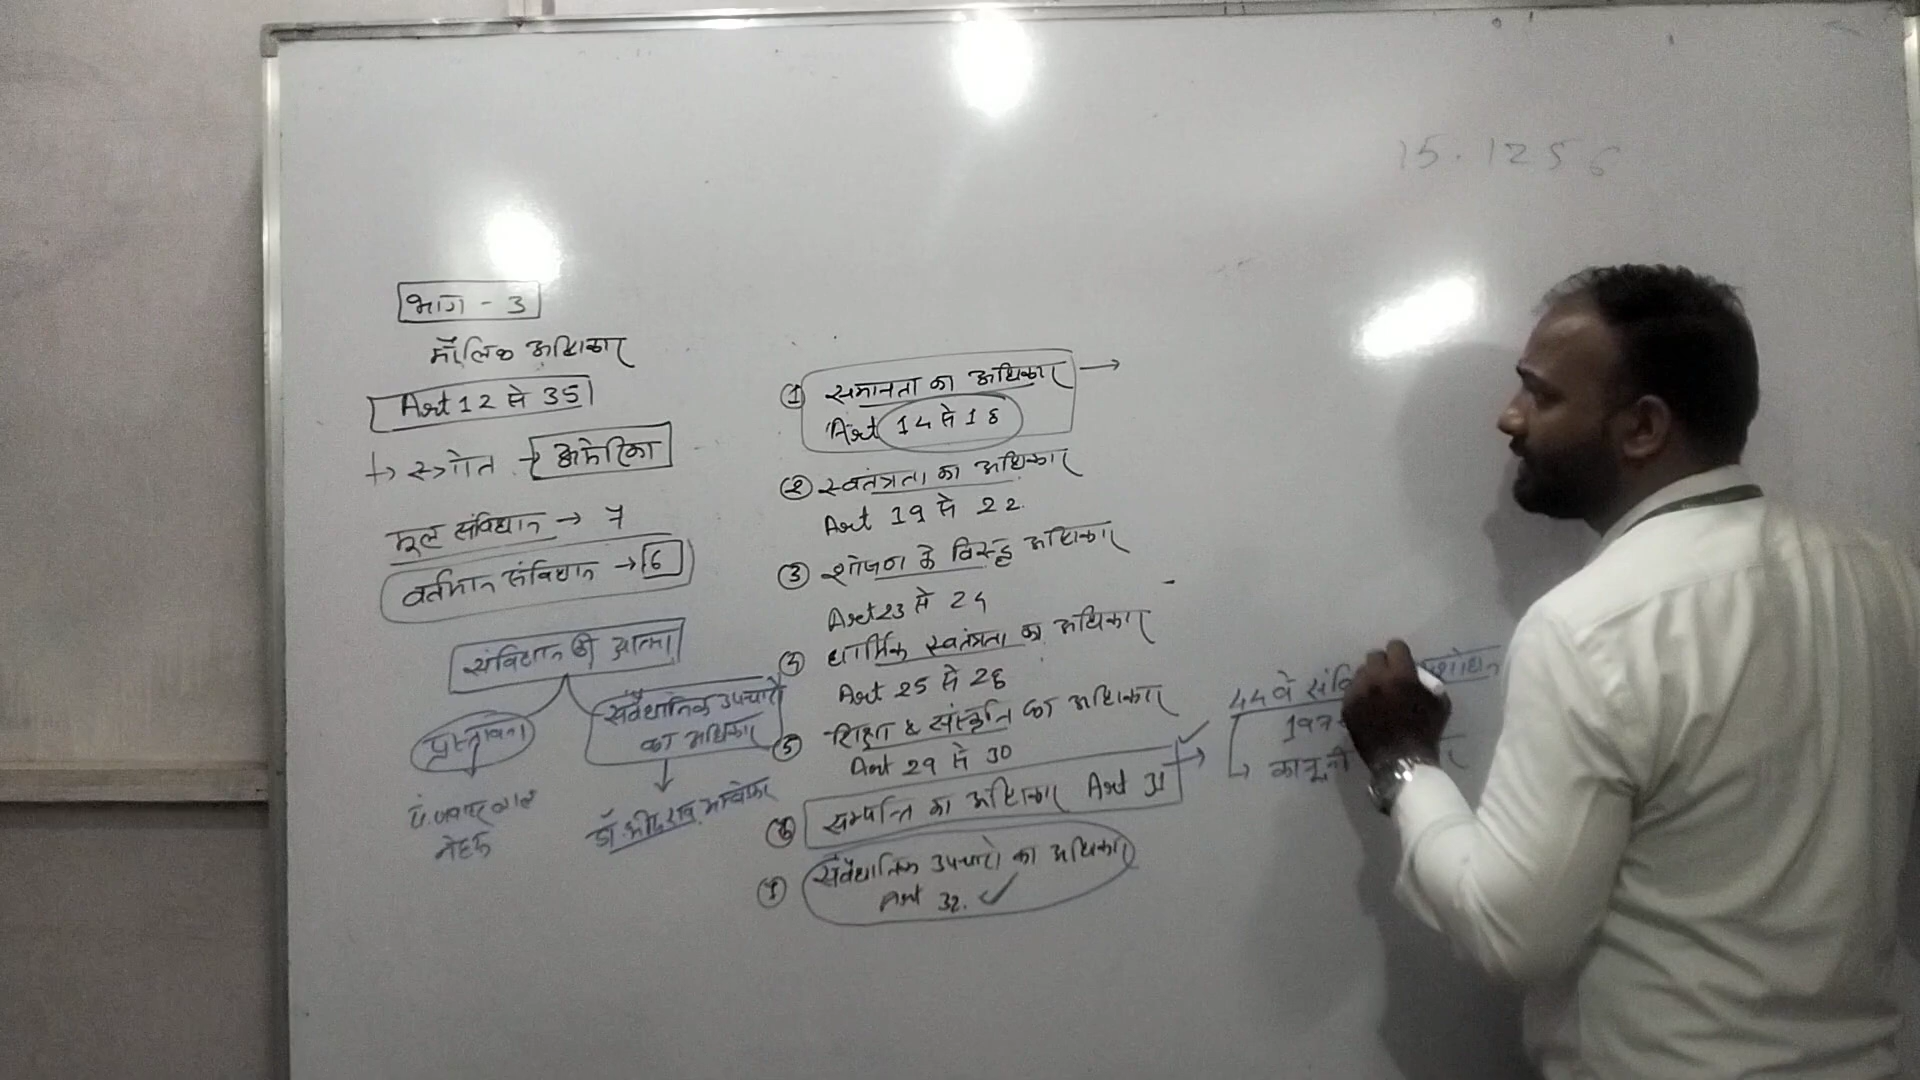 15.1256
भाग - 3
मौलिक अधिकार
Art 12 से 35
↳ स्त्रोत → अमेरिका
मूल संविधान → 7
वर्तमान संविधान → 6
संविधान की आत्मा
प्रस्तावना
पं. जवाहर लाल
नेहरू
संवैधानिक उपचारो
का अधिकार
डॉ. भीम राव अम्बेडकर
① समानता का अधिकार →
Art 14 से 18
② स्वतंत्रता का अधिकार
Art 19 से 22.
③ शोषण के विरुद्ध अधिकार
Art 23 से 24
④ धार्मिक स्वतंत्रता का अधिकार
Art 25 से 28
⑤ शिक्षा & संस्कृति का अधिकार
Art 29 से 30
⑥ सम्पत्ति का अधिकार Art 31 →
⑦ संवैधानिक उपचारो का अधिकार
Art 32. ✓
44 वे
197
↳ कानूनी